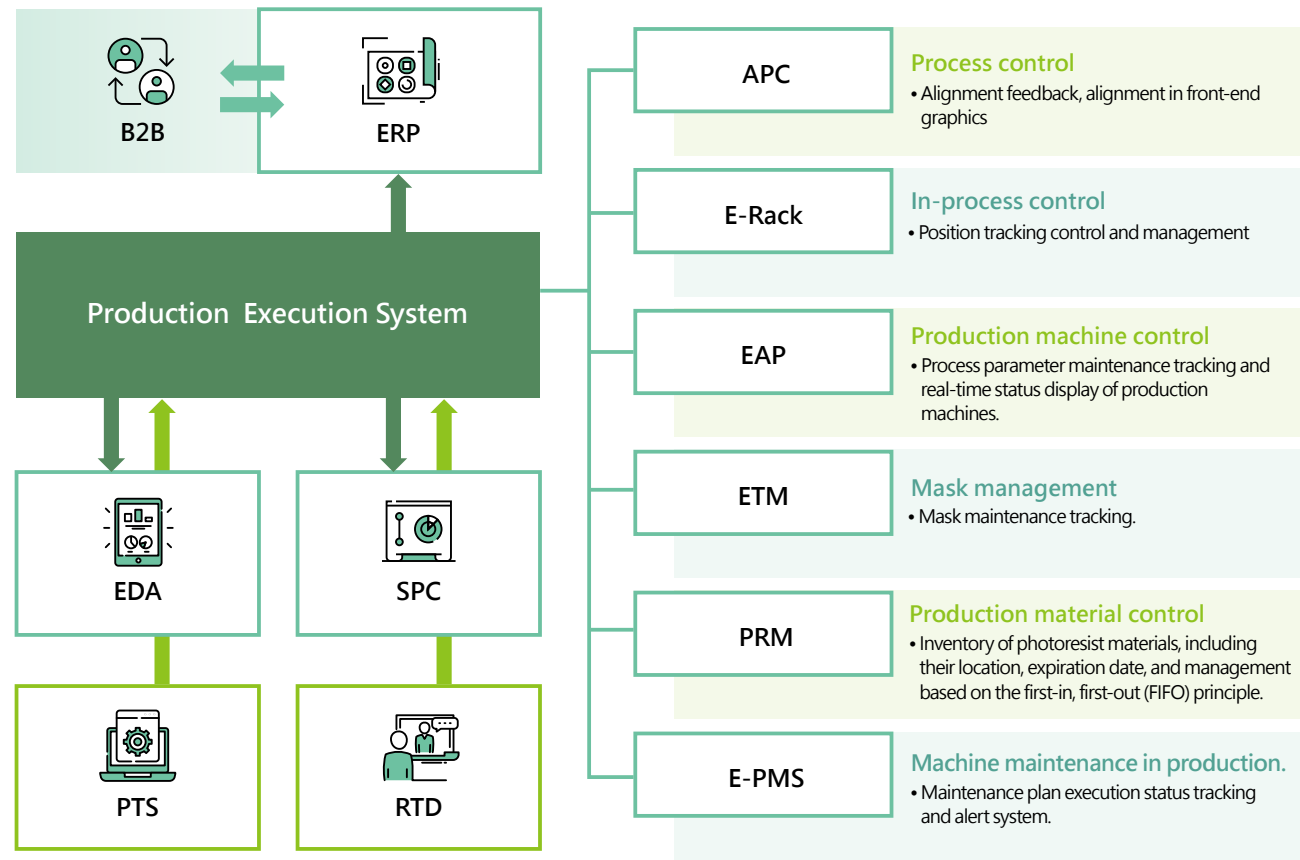 B2B
ERP
Production Execution System
EDA
SPC
PTS
RTD
APC
Process control
• Alignment feedback, alignment in front-end
graphics
E-Rack
In-process control
• Position tracking control and management
EAP
Production machine control
• Process parameter maintenance tracking and
real-time status display of production
machines.
ETM
Mask management
• Mask maintenance tracking.
PRM
Production material control
• Inventory of photoresist materials, including
their location, expiration date, and management
based on the first-in, first-out (FIFO) principle.
E-PMS
Machine maintenance in production.
• Maintenance plan execution status tracking
and alert system.